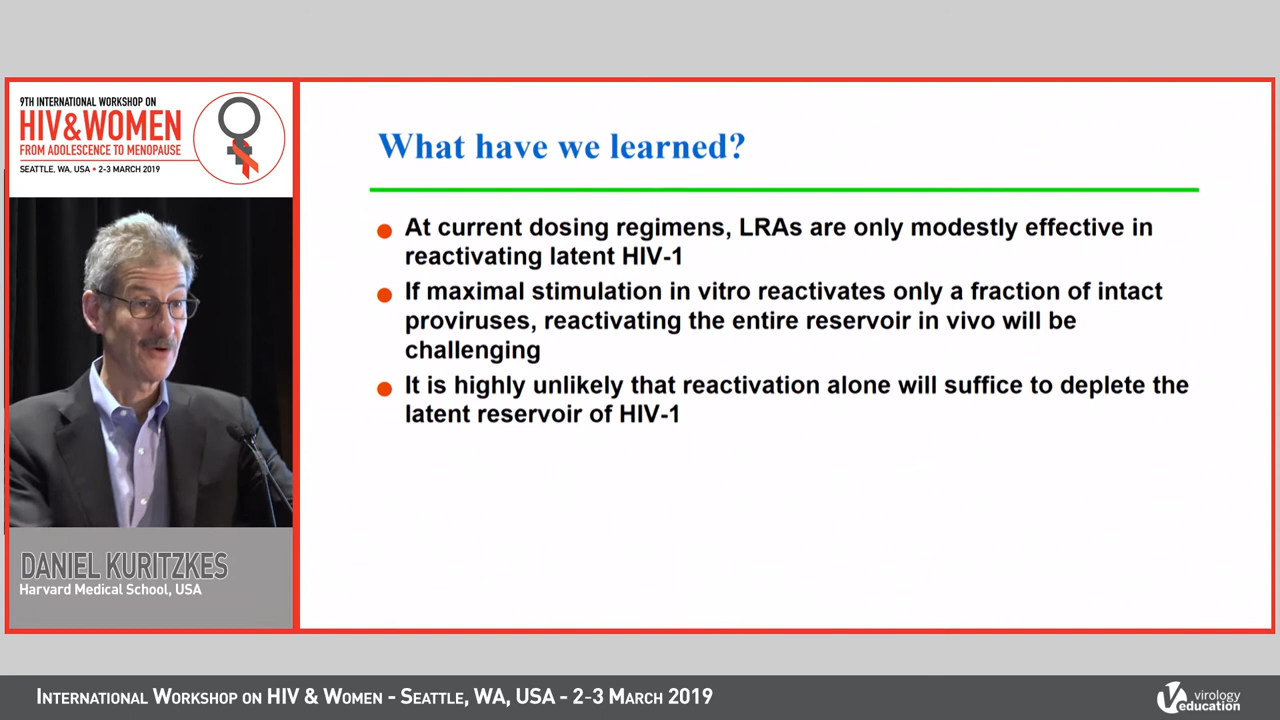 9TH INTERNATIONAL WORKSHOP ON
HIV&WOMEN
FROM ADOLESCENCE TO MENOPAUSE
SEATTLE, WA, USA • 2-3 MARCH 2019
What have we learned?
At current dosing regimens, LRAs are only modestly effective in
reactivating latent HIV-1
If maximal stimulation in vitro reactivates only a fraction of intact
proviruses, reactivating the entire reservoir in vivo will be
challenging
It is highly unlikely that reactivation alone will suffice to deplete the
latent reservoir of HIV-1
DANIEL KURITZKES
Harvard Medical School, USA
INTERNATIONAL WORKSHOP ON HIV & WOMEN - SEATTLE, WA, USA - 2-3 MARCH 2019
virology
education